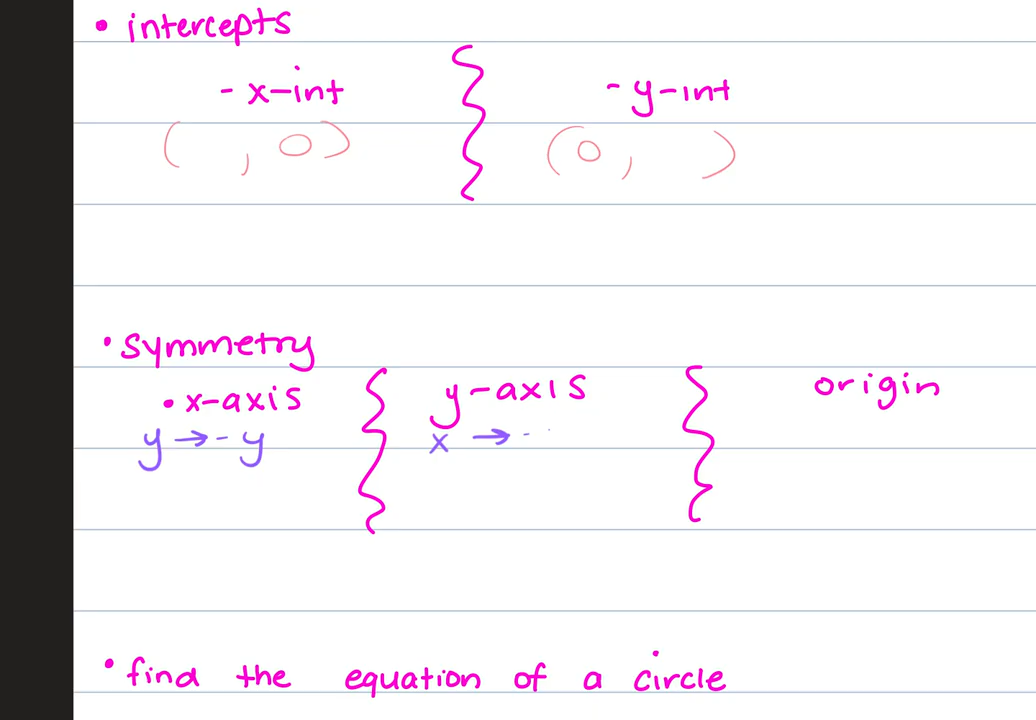 • intercepts
- x-int - y-int
( , 0) (0, )
• symmetry
• x-axis y-axis origin
y → - y x → -
• find the equation of a circle